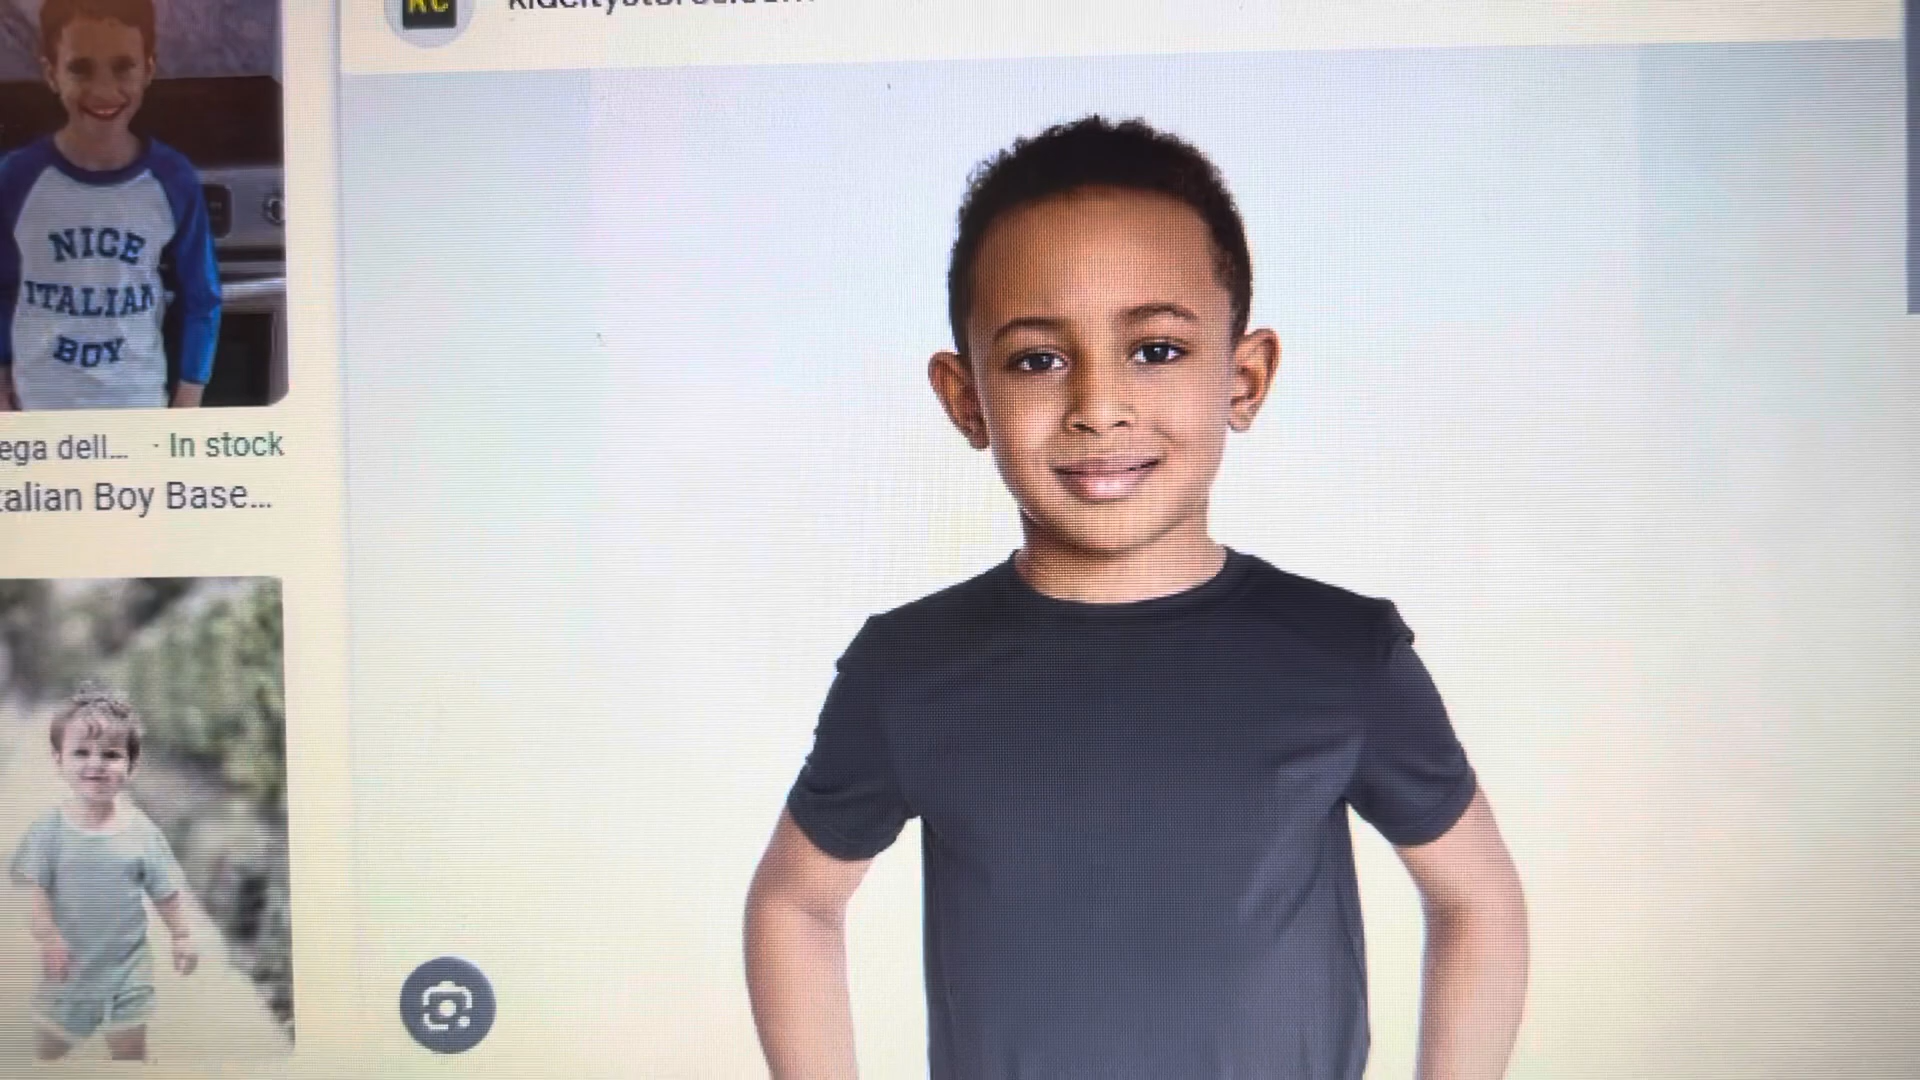 NICE
ITALIAN
BOY
ega dell... · In stock
talian Boy Base...